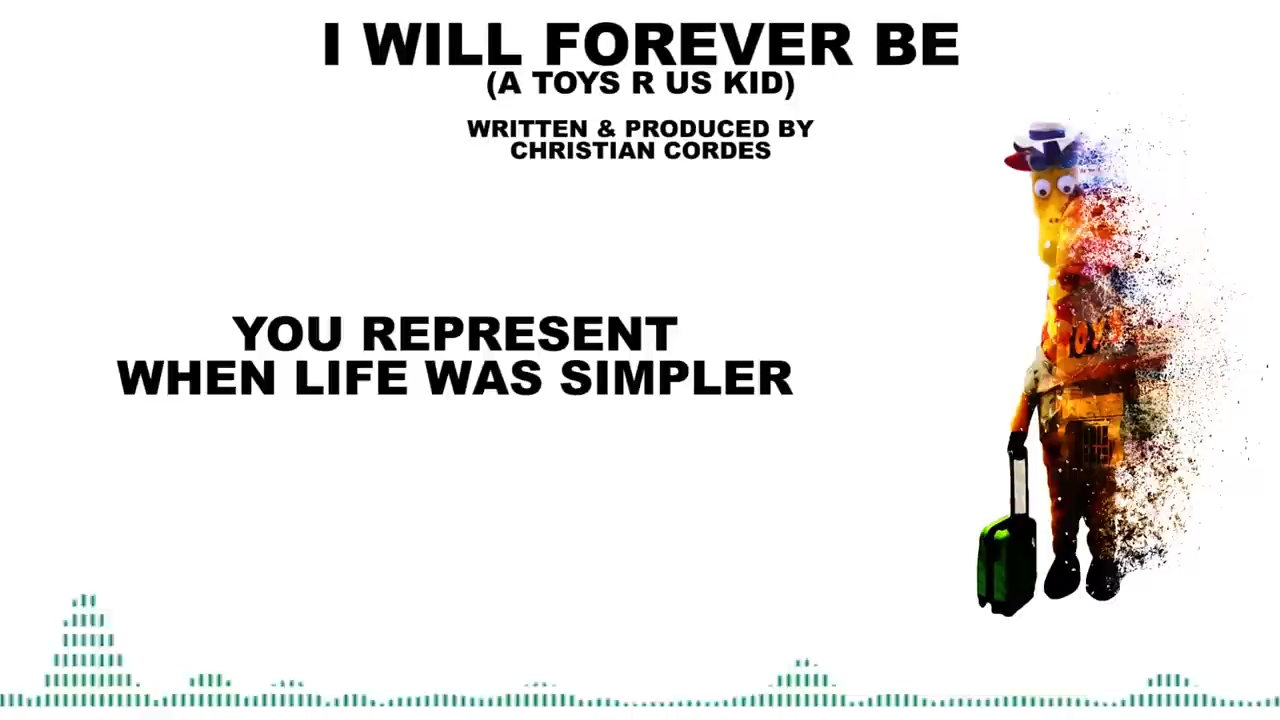 I WILL FOREVER BE
(A TOYS R US KID)
WRITTEN & PRODUCED BY
CHRISTIAN CORDES
YOU REPRESENT
WHEN LIFE WAS SIMPLER